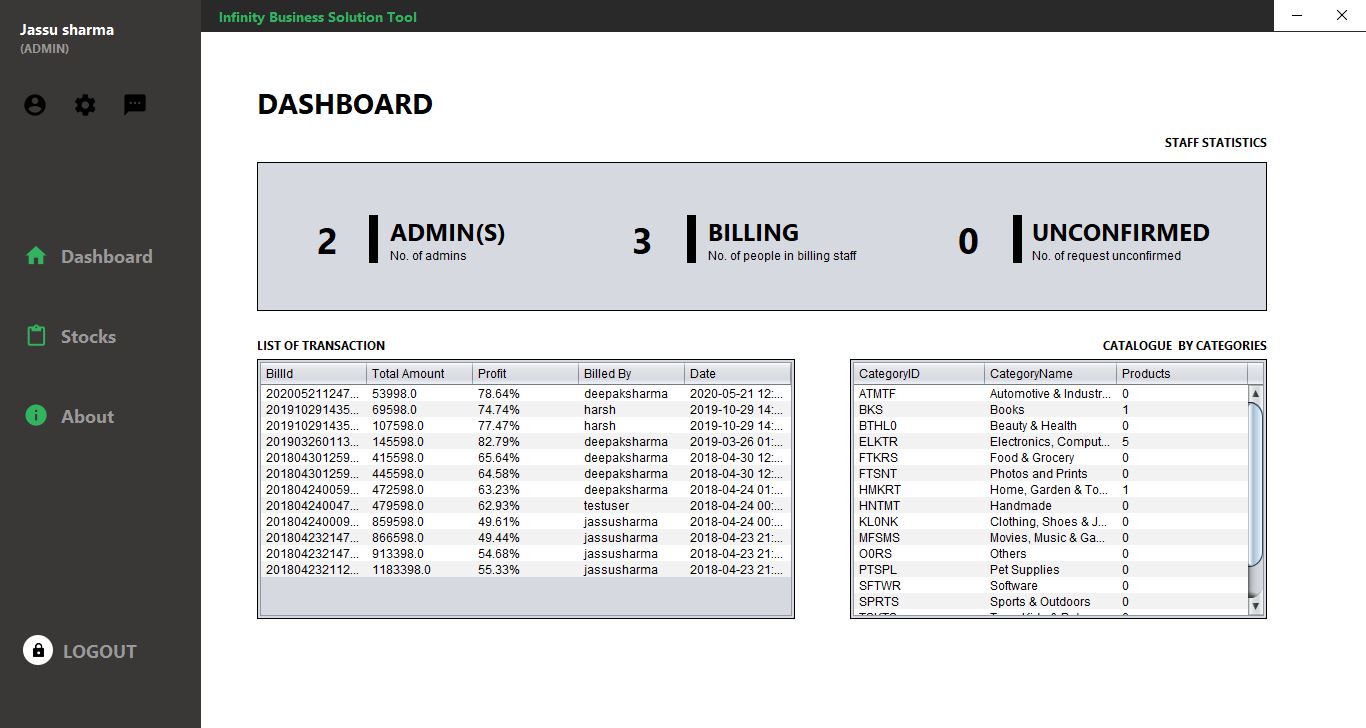 Jassu sharma
(ADMIN)
Dashboard
Stocks
About
LOGOUT
Infinity Business Solution Tool
DASHBOARD
STAFF STATISTICS
2 ADMIN(S)
No. of admins
3 BILLING
No. of people in billing staff
0 UNCONFIRMED
No. of request unconfirmed
LIST OF TRANSACTION
BillId Total Amount Profit Billed By Date
202005211247... 53998.0 78.64% deepaksharma 2020-05-21 12:...
201910291435... 69598.0 74.74% harsh 2019-10-29 14:...
201910291435... 107598.0 77.47% harsh 2019-10-29 14:...
201903260113... 145598.0 82.79% deepaksharma 2019-03-26 01:...
201804301259... 415598.0 65.64% deepaksharma 2018-04-30 12:...
201804301259... 445598.0 64.58% deepaksharma 2018-04-30 12:...
201804240059... 472598.0 63.23% deepaksharma 2018-04-24 01:...
201804240047... 479598.0 62.93% testuser 2018-04-24 00:...
201804240009... 859598.0 49.61% jassusharma 2018-04-24 00:...
201804232147... 866598.0 49.44% jassusharma 2018-04-23 21:...
201804232147... 913398.0 54.68% jassusharma 2018-04-23 21:...
201804232112... 1183398.0 55.33% jassusharma 2018-04-23 21:...
CATALOGUE BY CATEGORIES
CategoryID CategoryName Products
ATMTF Automotive & Industr... 0
BKS Books 1
BTHL0 Beauty & Health 0
ELKTR Electronics, Comput... 5
FTKRS Food & Grocery 0
FTSNT Photos and Prints 0
HMKRT Home, Garden & To... 1
HNTMT Handmade 0
KL0NK Clothing, Shoes & J... 0
MFSMS Movies, Music & Ga... 0
O0RS Others 0
PTSPL Pet Supplies 0
SFTWR Software 0
SPRTS Sports & Outdoors 0